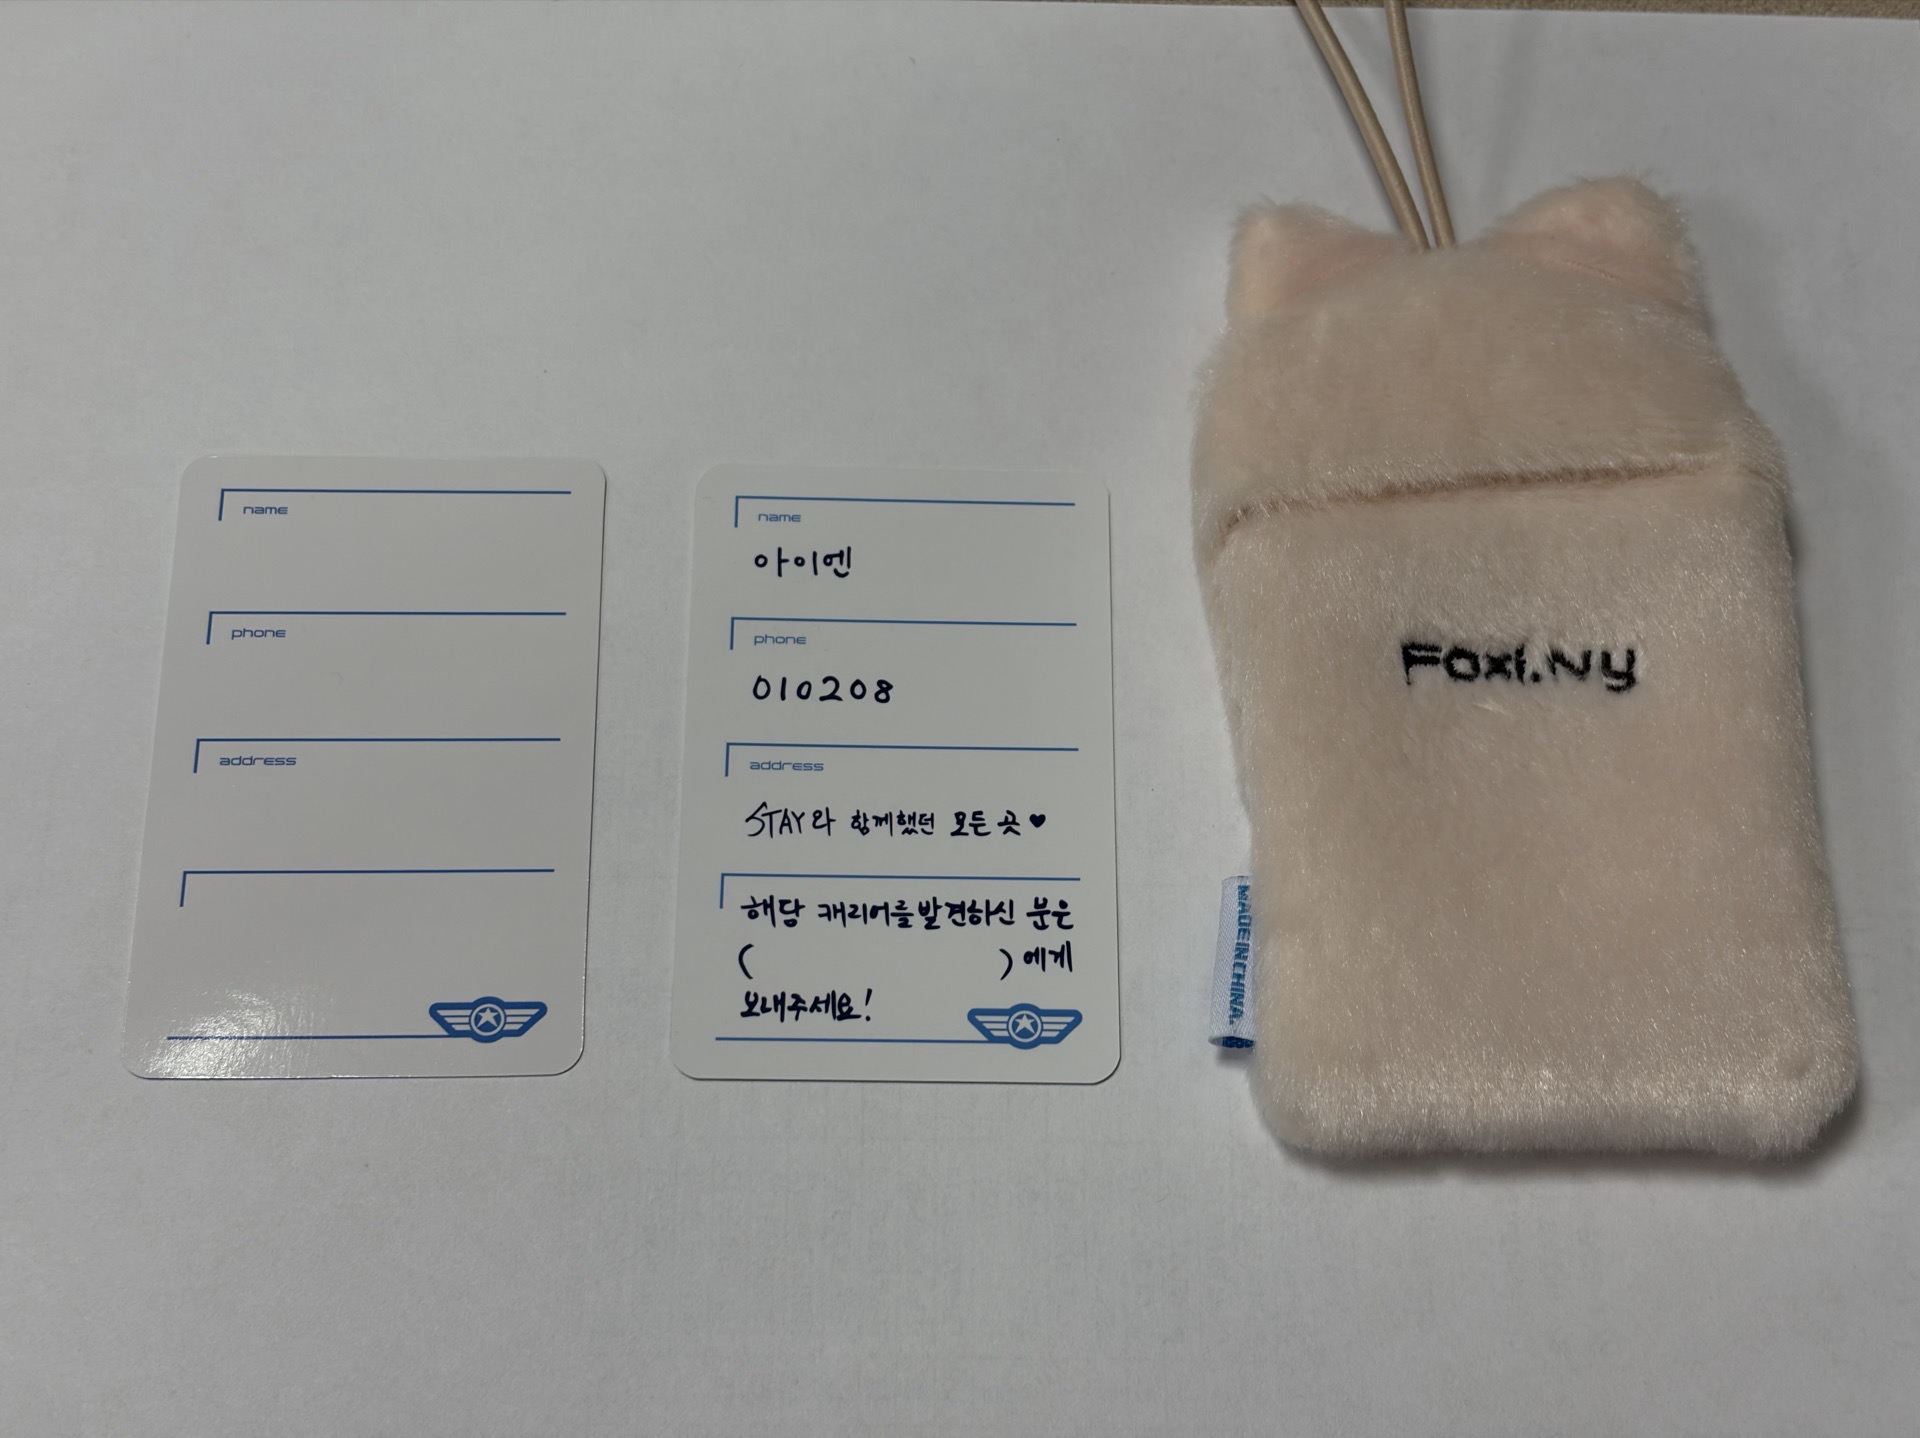 name
phone
address
name
아이엔
phone
010208
address
STAY와 함께했던 모든 곳♥
해당 캐리어를 발견하신 분은
( )에게
보내주세요!
FoxI.Ny
MADE IN CHINA.